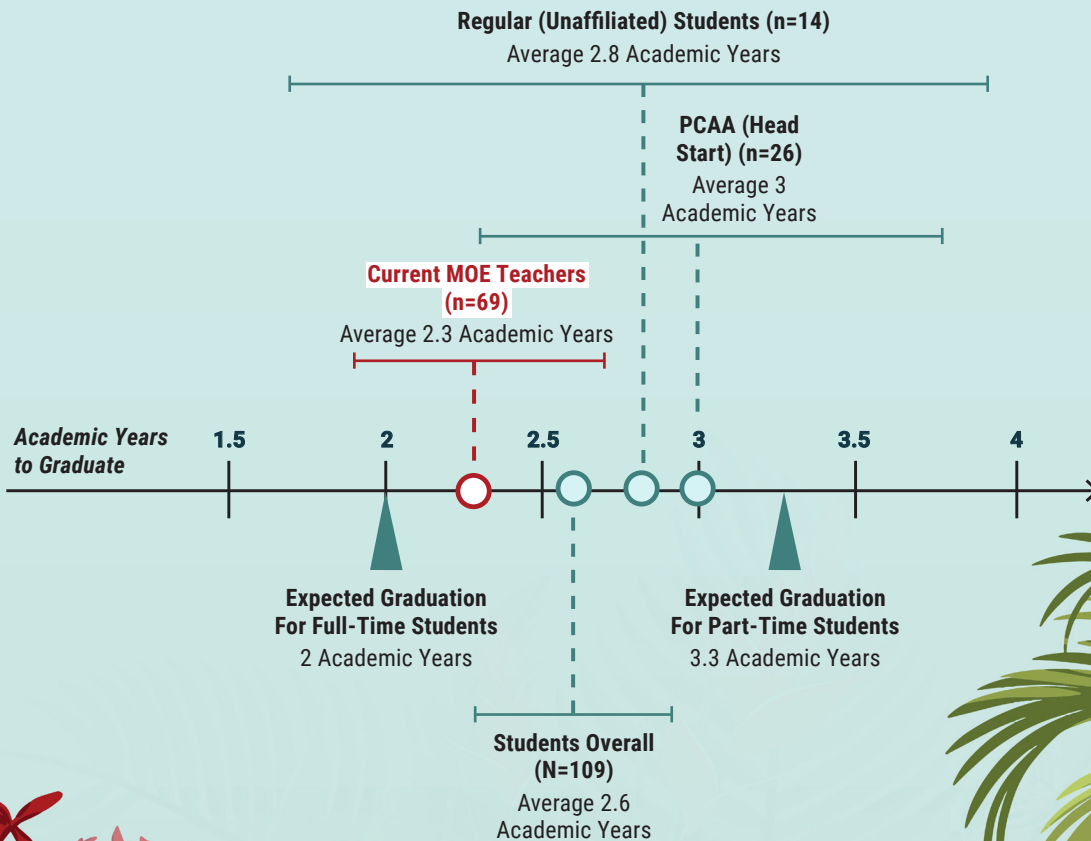 Regular (Unaffiliated) Students (n=14)
Average 2.8 Academic Years
PCAA (Head
Start) (n=26)
Average 3
Academic Years
Current MOE Teachers
(n=69)
Average 2.3 Academic Years
Academic Years
to Graduate
1.5
2
2.5
3
3.5
4
Expected Graduation
For Full-Time Students
2 Academic Years
Expected Graduation
For Part-Time Students
3.3 Academic Years
Students Overall
(N=109)
Average 2.6
Academic Years